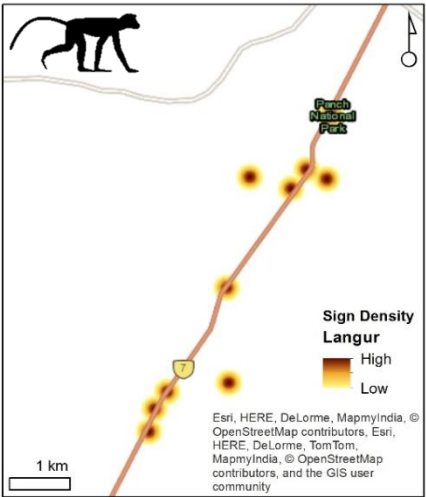 Panch
National
Park
7
Sign Density
Langur
High
Low
Esri, HERE, DeLorme, MapmyIndia, ©
OpenStreetMap contributors, Esri,
HERE, DeLorme, TomTom,
MapmyIndia, © OpenStreetMap
contributors, and the GIS user
community
1 km